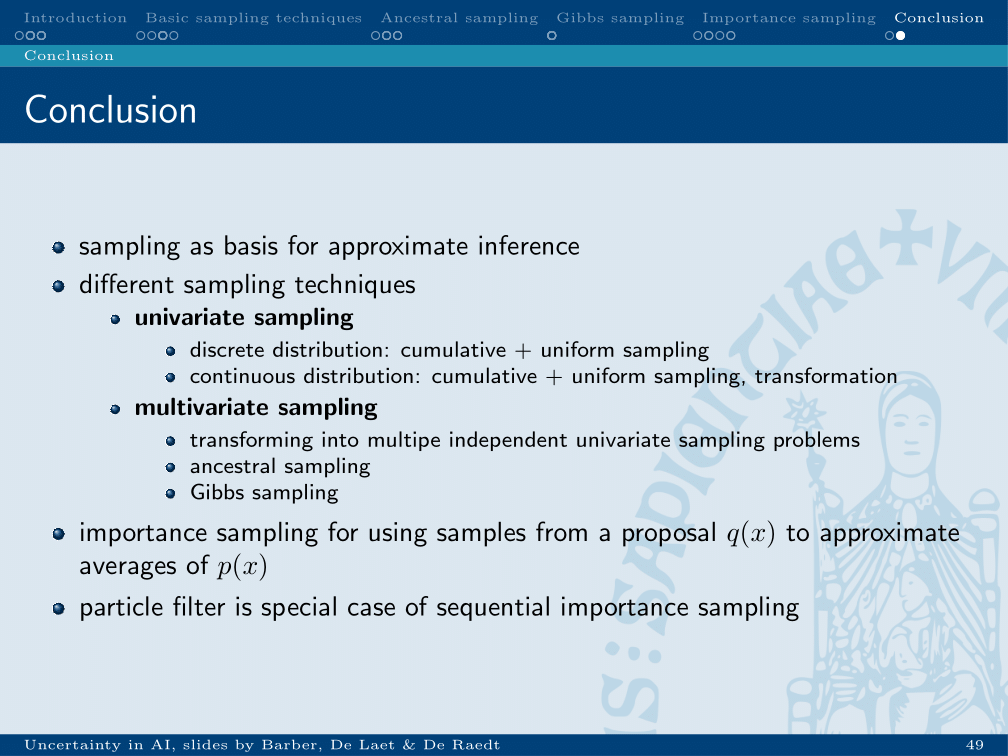 Introduction Basic sampling techniques Ancestral sampling Gibbs sampling Importance sampling Conclusion
Conclusion
Conclusion
sampling as basis for approximate inference
different sampling techniques
univariate sampling
discrete distribution: cumulative + uniform sampling
continuous distribution: cumulative + uniform sampling, transformation
multivariate sampling
transforming into multipe independent univariate sampling problems
ancestral sampling
Gibbs sampling
importance sampling for using samples from a proposal q(x) to approximate
averages of p(x)
particle filter is special case of sequential importance sampling
Uncertainty in AI, slides by Barber, De Laet & De Raedt 49